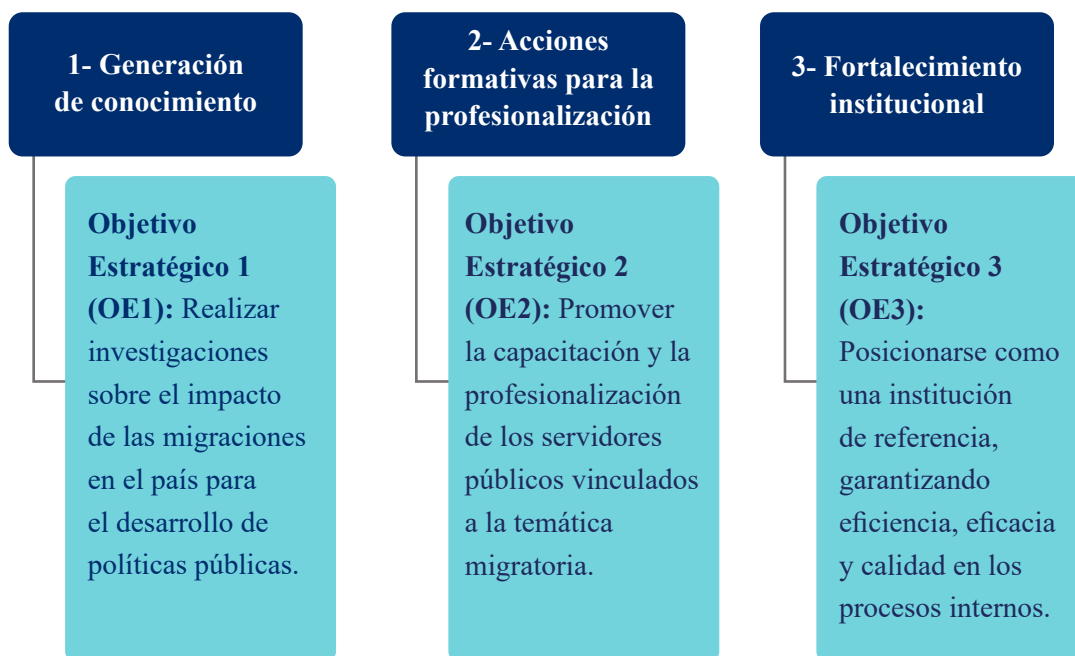 1- Generación
de conocimiento
Objetivo
Estratégico 1
(OE1): Realizar
investigaciones
sobre el impacto
de las migraciones
en el país para
el desarrollo de
políticas públicas.
2- Acciones
formativas para la
profesionalización
Objetivo
Estratégico 2
(OE2): Promover
la capacitación y la
profesionalización
de los servidores
públicos vinculados
a la temática
migratoria.
3- Fortalecimiento
institucional
Objetivo
Estratégico 3
(OE3):
Posicionarse como
una institución
de referencia,
garantizando
eficiencia, eficacia
y calidad en los
procesos internos.